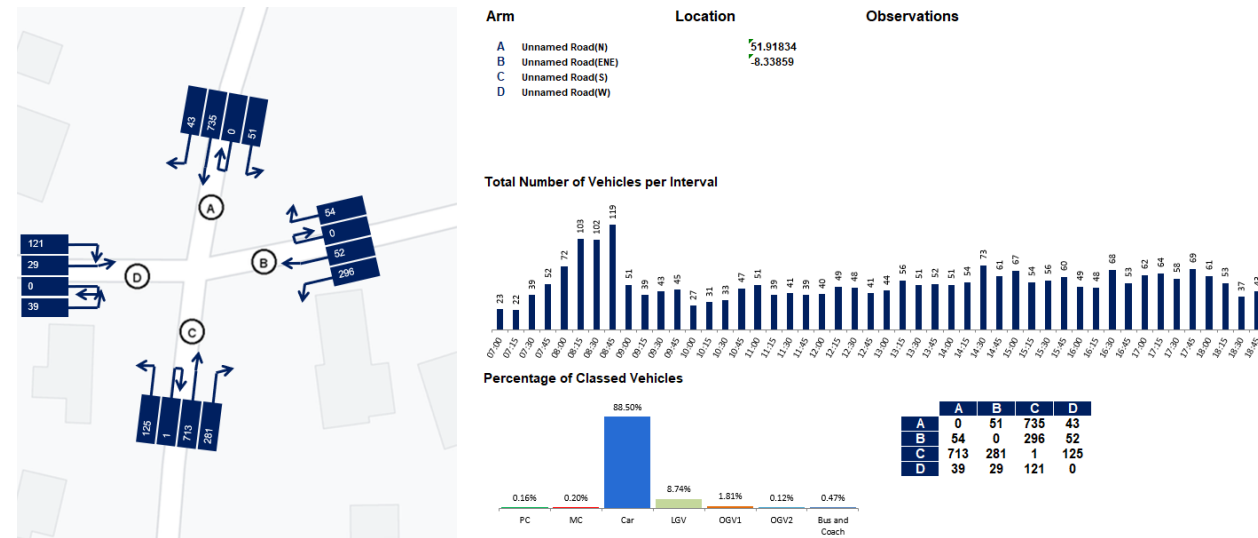 Arm Location Observations
A Unnamed Road(N) 51.91834
B Unnamed Road(ENE) -8.33859
C Unnamed Road(S)
D Unnamed Road(W)
43 735 0 51
A
54
0
52
296
B
121
29
0
39
D
C
125 1 713 281
Total Number of Vehicles per Interval
23 22 39 52 72 103 102 119 51 39 43 45 27 31 33 47 51 39 41 39 40 49 48 41 44 56 51 52 51 54 73 61 67 54 56 60 49 48 68 53 62 64 58 69 61 53 37 43
07:00 07:15 07:30 07:45 08:00 08:15 08:30 08:45 09:00 09:15 09:30 09:45 10:00 10:15 10:30 10:45 11:00 11:15 11:30 11:45 12:00 12:15 12:30 12:45 13:00 13:15 13:30 13:45 14:00 14:15 14:30 14:45 15:00 15:15 15:30 15:45 16:00 16:15 16:30 16:45 17:00 17:15 17:30 17:45 18:00 18:15 18:30 18:45
Percentage of Classed Vehicles
0.16% 0.20% 88.50% 8.74% 1.81% 0.12% 0.47%
PC MC Car LGV OGV1 OGV2 Bus and
Coach
A B C D
A 0 51 735 43
B 54 0 296 52
C 713 281 1 125
D 39 29 121 0